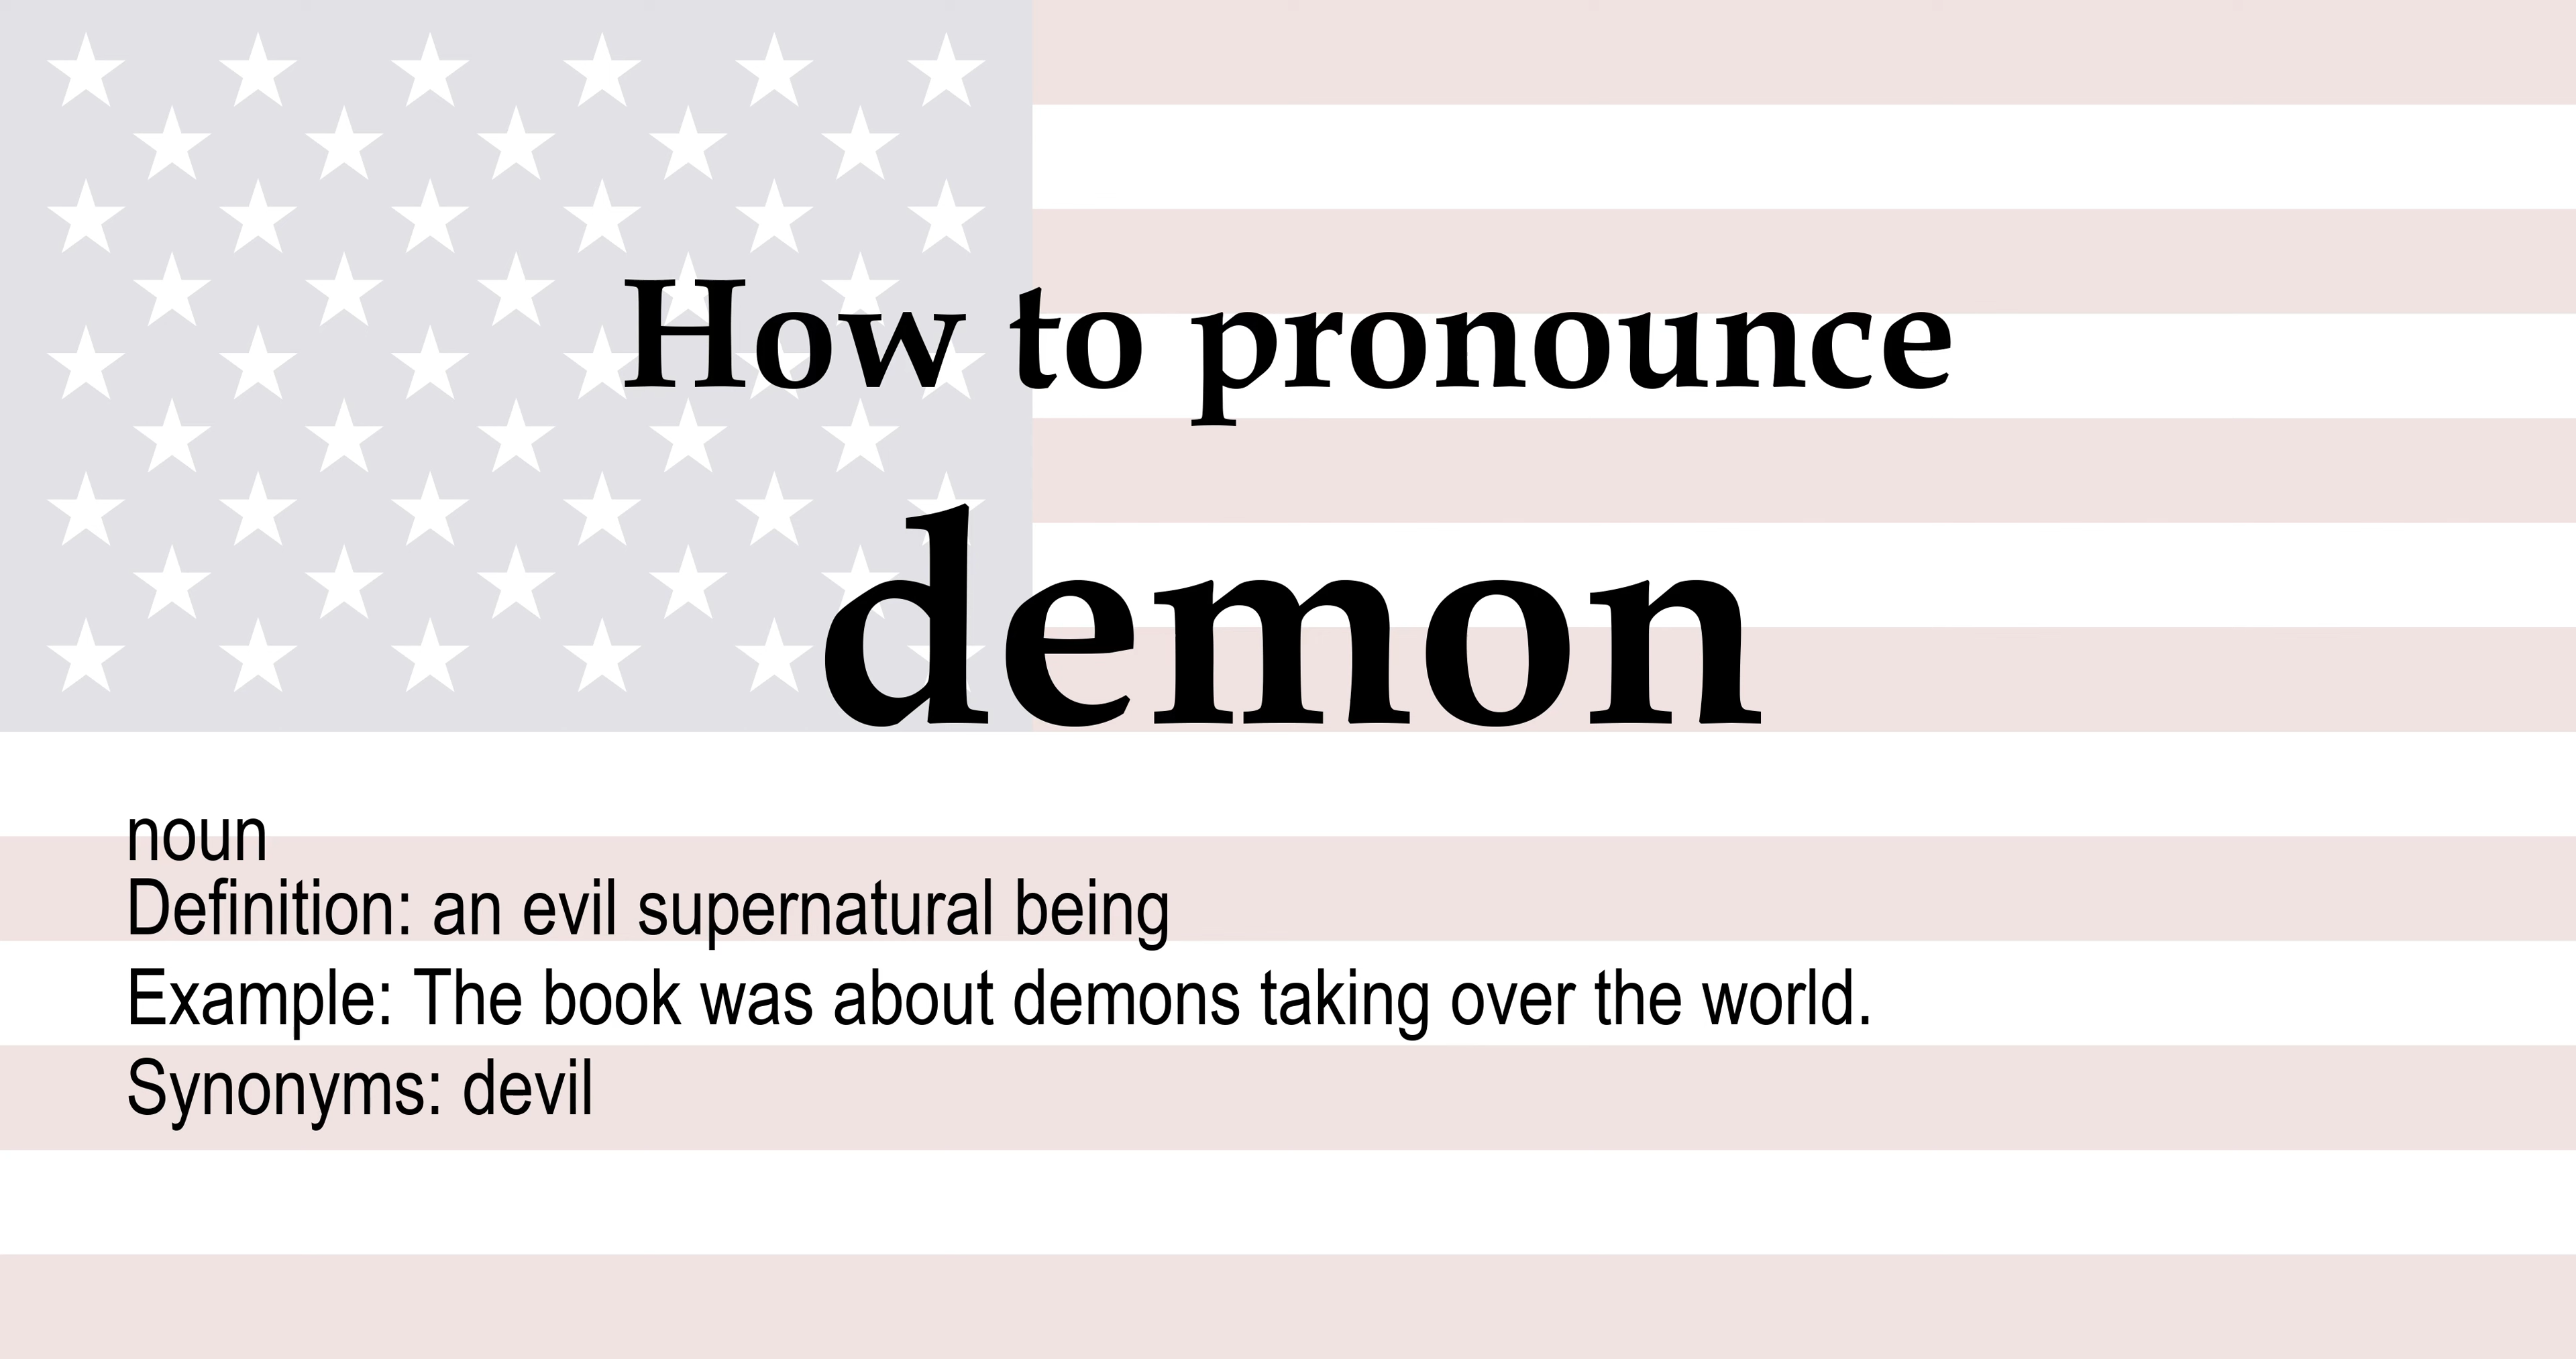 How to pronounce
demon
noun
Definition: an evil supernatural being
Example: The book was about demons taking over the world.
Synonyms: devil